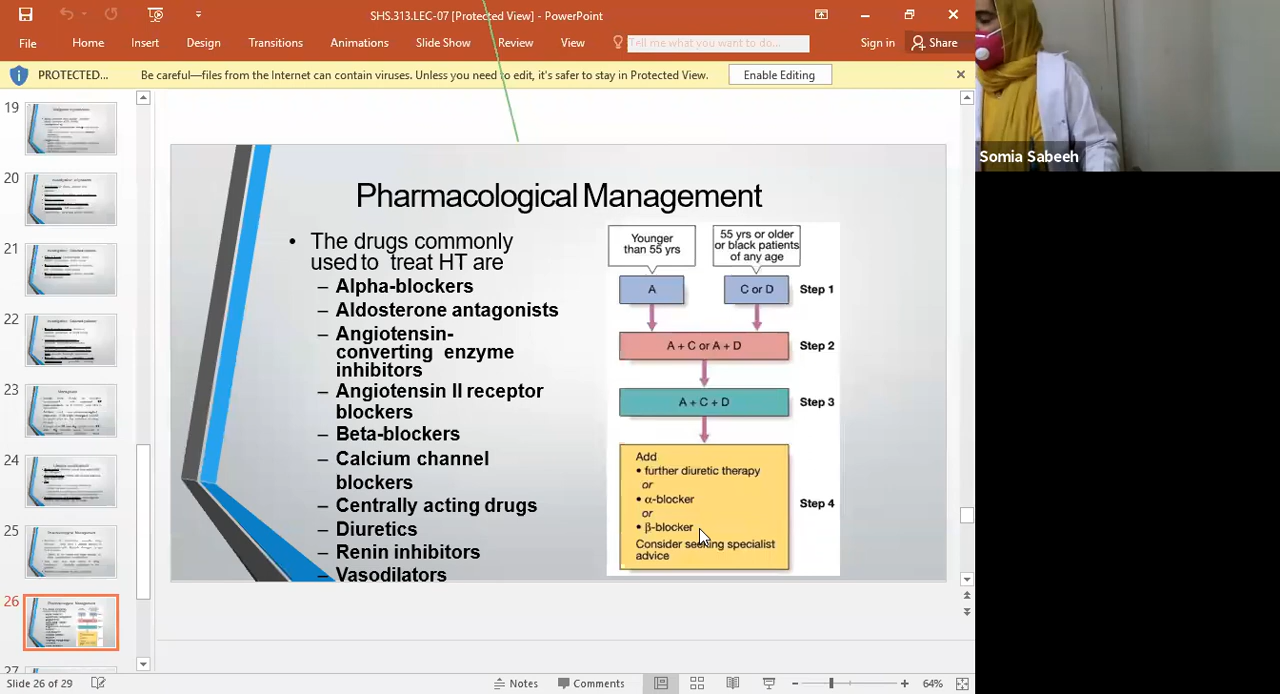 SHS.313.LEC-07 [Protected View] - PowerPoint
File Home Insert Design Transitions Animations Slide Show Review View Tell me what you want to do... Sign in Share
PROTECTED... Be careful—files from the Internet can contain viruses. Unless you need to edit, it's safer to stay in Protected View. Enable Editing
Somia Sabeeh
19
20
21
22
23
24
25
26
27
Pharmacological Management
• The drugs commonly
used to treat HT are
– Alpha-blockers
– Aldosterone antagonists
– Angiotensin-
converting enzyme
inhibitors
– Angiotensin II receptor
blockers
– Beta-blockers
– Calcium channel
blockers
– Centrally acting drugs
– Diuretics
– Renin inhibitors
– Vasodilators
Younger
than 55 yrs
55 yrs or older
or black patients
of any age
A
C or D
Step 1
A + C or A + D
Step 2
A + C + D
Step 3
Add
• further diuretic therapy
or
• α-blocker
or
• β-blocker
Consider seeking specialist
advice
Step 4
Slide 26 of 29
Notes
Comments
64%